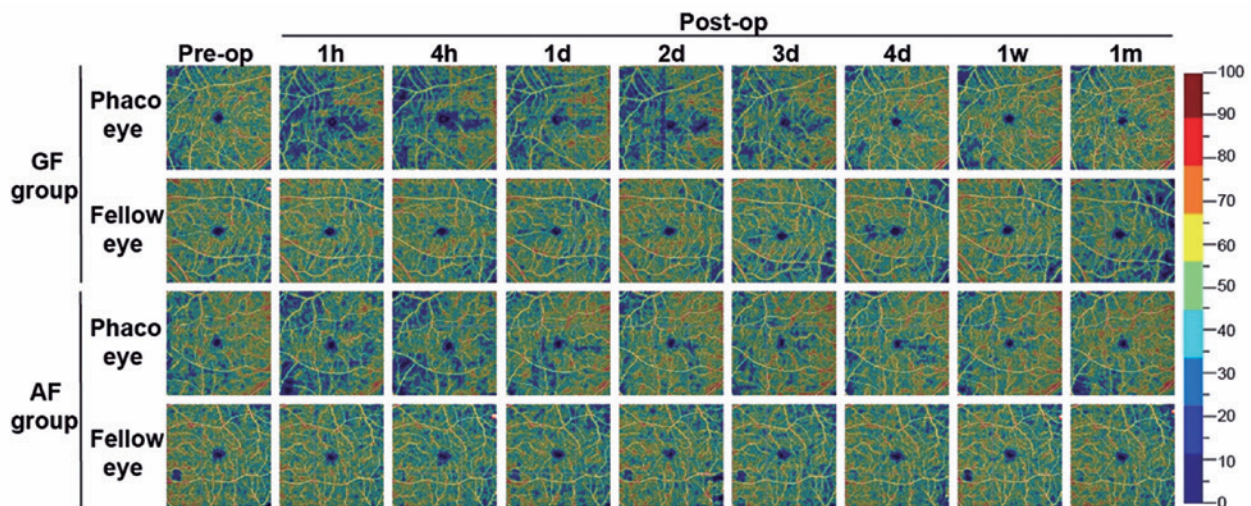 Post-op
Pre-op 1h 4h 1d 2d 3d 4d 1w 1m
GF
group
Phaco
eye
Fellow
eye
AF
group
Phaco
eye
Fellow
eye
100
90
80
70
60
50
40
30
20
10
0